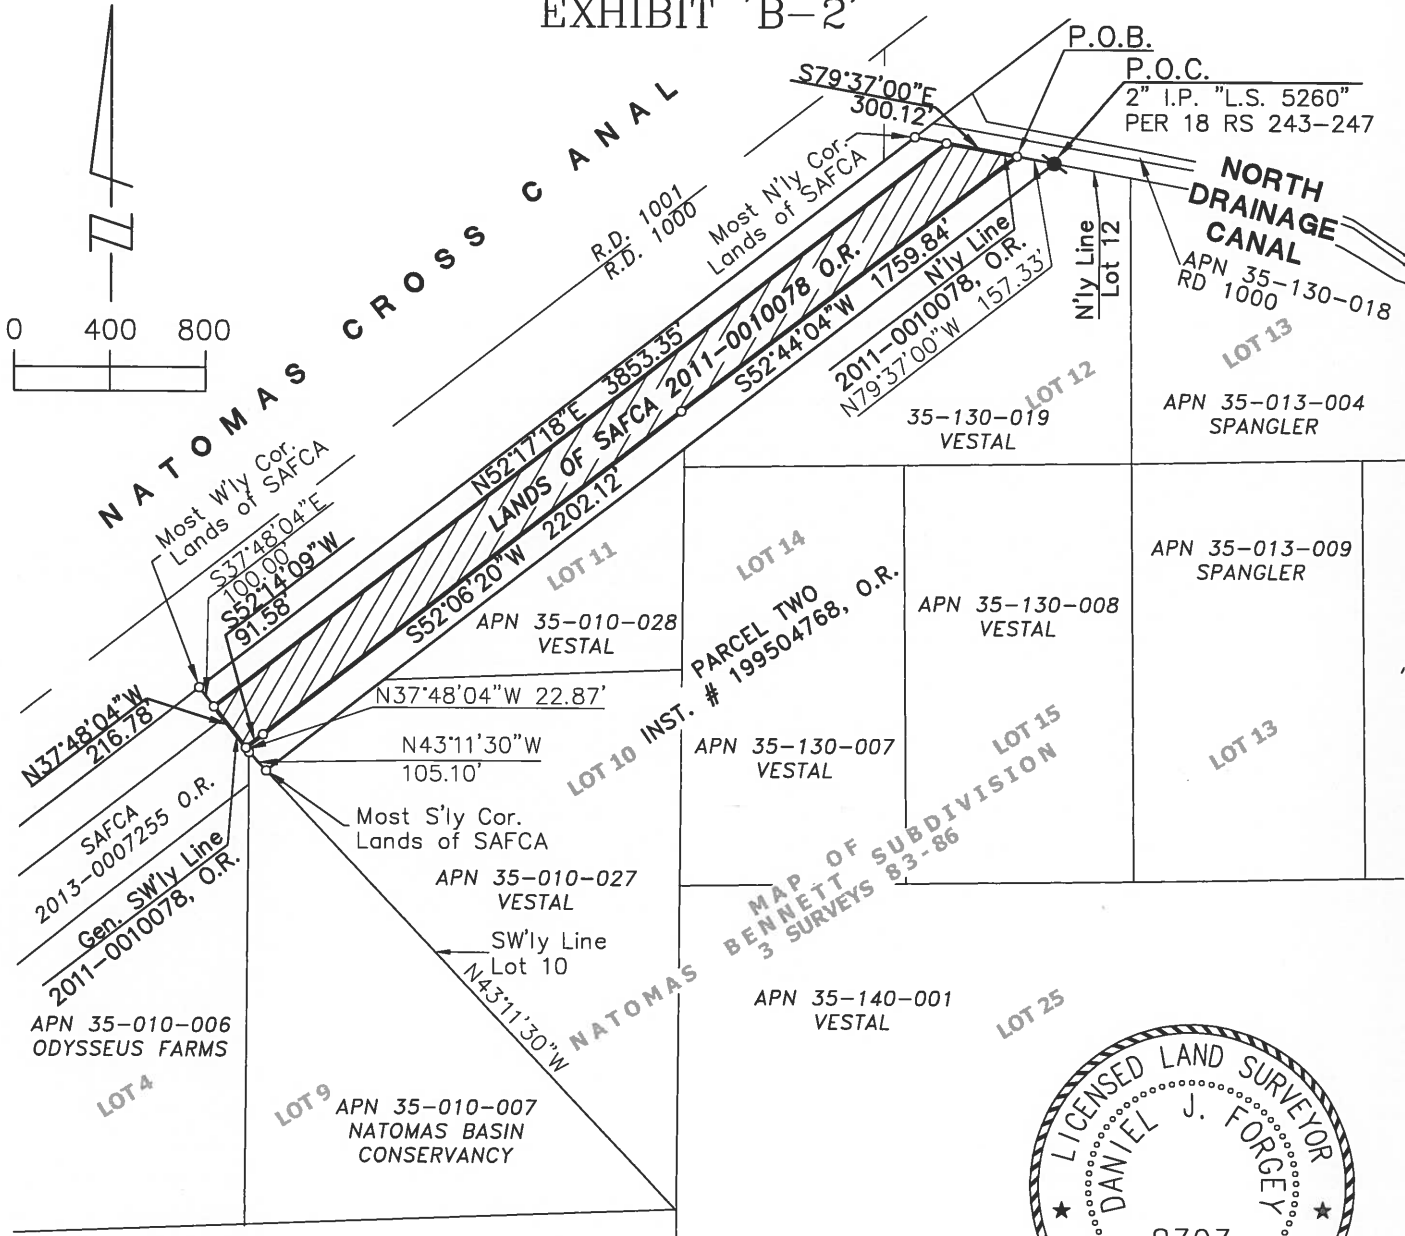 EXHIBIT 'B-2'
P.O.B.
P.O.C.
2" I.P. "L.S. 5260"
PER 18 RS 243-247
S79°37'00"E
300.12'
Most N'ly Cor.
Lands of SAFCA
NATOMAS CROSS CANAL
R.D. 1001
R.D. 1000
NORTH
DRAINAGE
CANAL
APN 35-130-018
RD 1000
N'ly Line
Lot 12
N'ly Line
2011-0010078, O.R.
N79°37'00"W 157.33'
0 400 800
N
N52°17'18"E 3853.35'
LANDS OF SAFCA 2011-0010078 O.R.
S52°44'04"W 1759.84'
S52°06'20"W 2202.12'
LOT 12
LOT 13
35-130-019
VESTAL
APN 35-013-004
SPANGLER
Most W'ly Cor.
Lands of SAFCA
S37°48'04"E
100.00'
S52°14'09"W
91.58'
LOT 11
LOT 14
APN 35-010-028
VESTAL
PARCEL TWO
INST. # 199504768, O.R.
APN 35-130-008
VESTAL
APN 35-013-009
SPANGLER
N37°48'04"W
216.78'
N37°48'04"W 22.87'
N43°11'30"W
105.10'
Most S'ly Cor.
Lands of SAFCA
LOT 10
APN 35-130-007
VESTAL
LOT 15
LOT 13
SAFCA
2013-0007255 O.R.
Gen. SW'ly Line
2011-0010078, O.R.
APN 35-010-027
VESTAL
SW'ly Line
Lot 10
N43°11'30"W
MAP OF
NATOMAS BENNETT SUBDIVISION
3 SURVEYS 83-86
APN 35-140-001
VESTAL
LOT 25
APN 35-010-006
ODYSSEUS FARMS
LOT 4
LOT 9
APN 35-010-007
NATOMAS BASIN
CONSERVANCY
LICENSED LAND SURVEYOR
DANIEL J. FORGEY